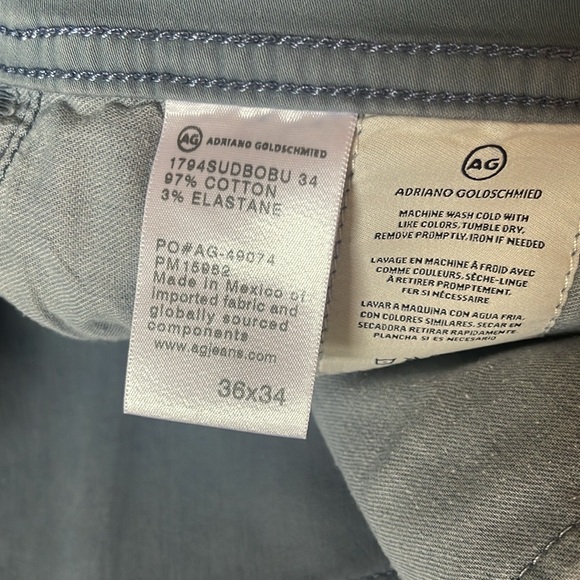 AG ADRIANO GOLDSCHMIED
1794SUDBOBU 34
97% COTTON
3% ELASTANE
PO#AG-49074
PM15962
Made in Mexico of
Imported fabric and
globally sourced
components
www.agjeans.com
36x34
AG
ADRIANO GOLDSCHMIED
MACHINE WASH COLD WITH
LIKE COLORS, TUMBLE DRY,
REMOVE PROMPTLY, IRON IF NEEDED
LAVAGE EN MACHINE À FROID AVEC
COMME COULEURS, SÈCHE-LINGE
À RETIRER PROMPTEMENT,
FER SI NÉCESSAIRE
LAVAR A MAQUINA CON AGUA FRIA,
CON COLORES SIMILARES, SECAR EN
SECADORA RETIRAR RAPIDAMENTE,
PLANCHA SI ES NECESARIO